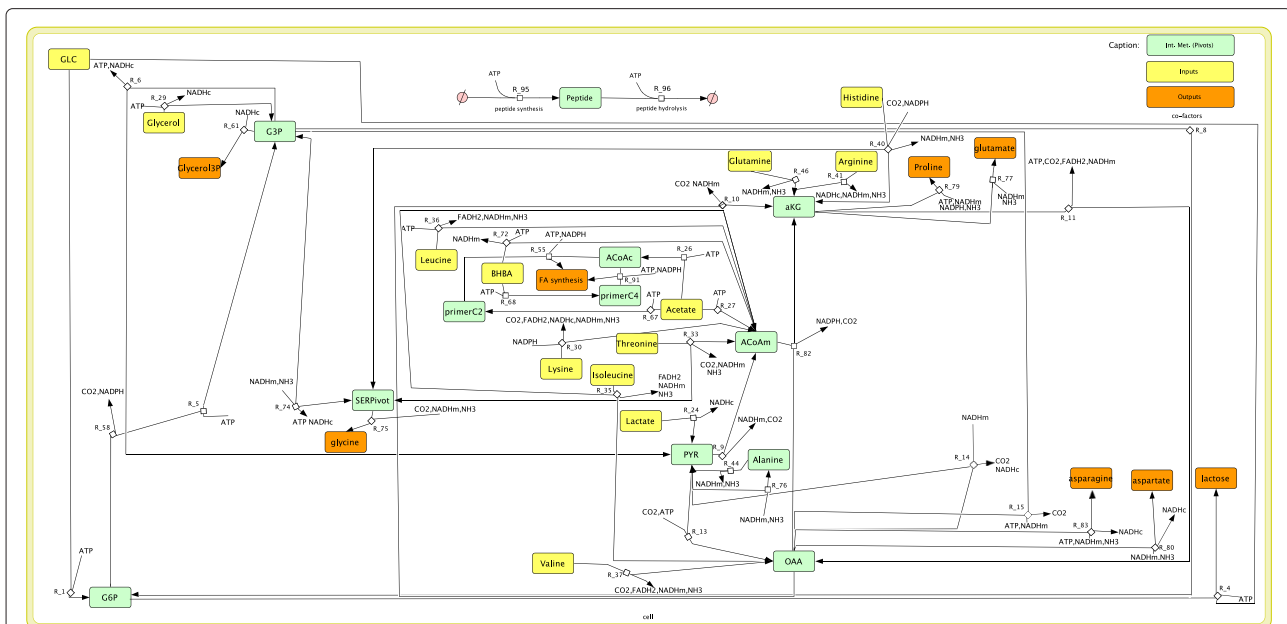 GLC
Caption:
Int. Met. (Pivots)
Inputs
Outputs
co-factors
ATP,NADHc
R_6
R_29
NADHc
ATP
Glycerol
NADHc
R_61
G3P
Glycerol3P
ATP
R_95
peptide synthesis
Peptide
ATP
R_96
peptide hydrolysis
Histidine
CO2,NADPH
R_8
R_40
NADHm,NH3
Glutamine
R_46
Arginine
R_41
NADHm,NH3
NADHc,NADHm,NH3
Proline
R_79
ATP,NADHm
NADPH,NH3
glutamate
R_77
NADHm
NH3
ATP,CO2,FADH2,NADHm
R_11
CO2 NADHm
R_10
aKG
R_36
FADH2,NADHm,NH3
ATP
Leucine
R_72
ATP
NADHm
BHBA
ATP
R_68
ATP,NADPH
R_55
ACoAc
R_26
ATP
FA synthesis
ATP,NADPH
R_91
primerC4
primerC2
ATP
R_67
Acetate
ATP
R_27
CO2,FADH2,NADHc,NADHm,NH3
NADPH
R_30
Lysine
Threonine
R_33
ACoAm
CO2,NADHm
NH3
NADPH,CO2
R_82
Isoleucine
R_35
FADH2
NADHm
NH3
NADHm,NH3
R_74
ATP NADHc
SERPivot
R_75
CO2,NADHm,NH3
glycine
CO2,NADPH
R_58
R_5
ATP
Lactate
R_24
NADHc
PYR
R_9
NADHm,CO2
R_44
NADHm,NH3
Alanine
R_76
NADHm,NH3
NADHm
R_14
CO2
NADHc
CO2,ATP
R_13
R_15
CO2
ATP,NADHm
asparagine
R_83
NADHc
ATP,NADHm,NH3
aspartate
NADHc
R_80
NADHm,NH3
lactose
R_4
ATP
Valine
R_37
CO2,FADH2,NADHm,NH3
OAA
ATP
R_1
G6P
cell